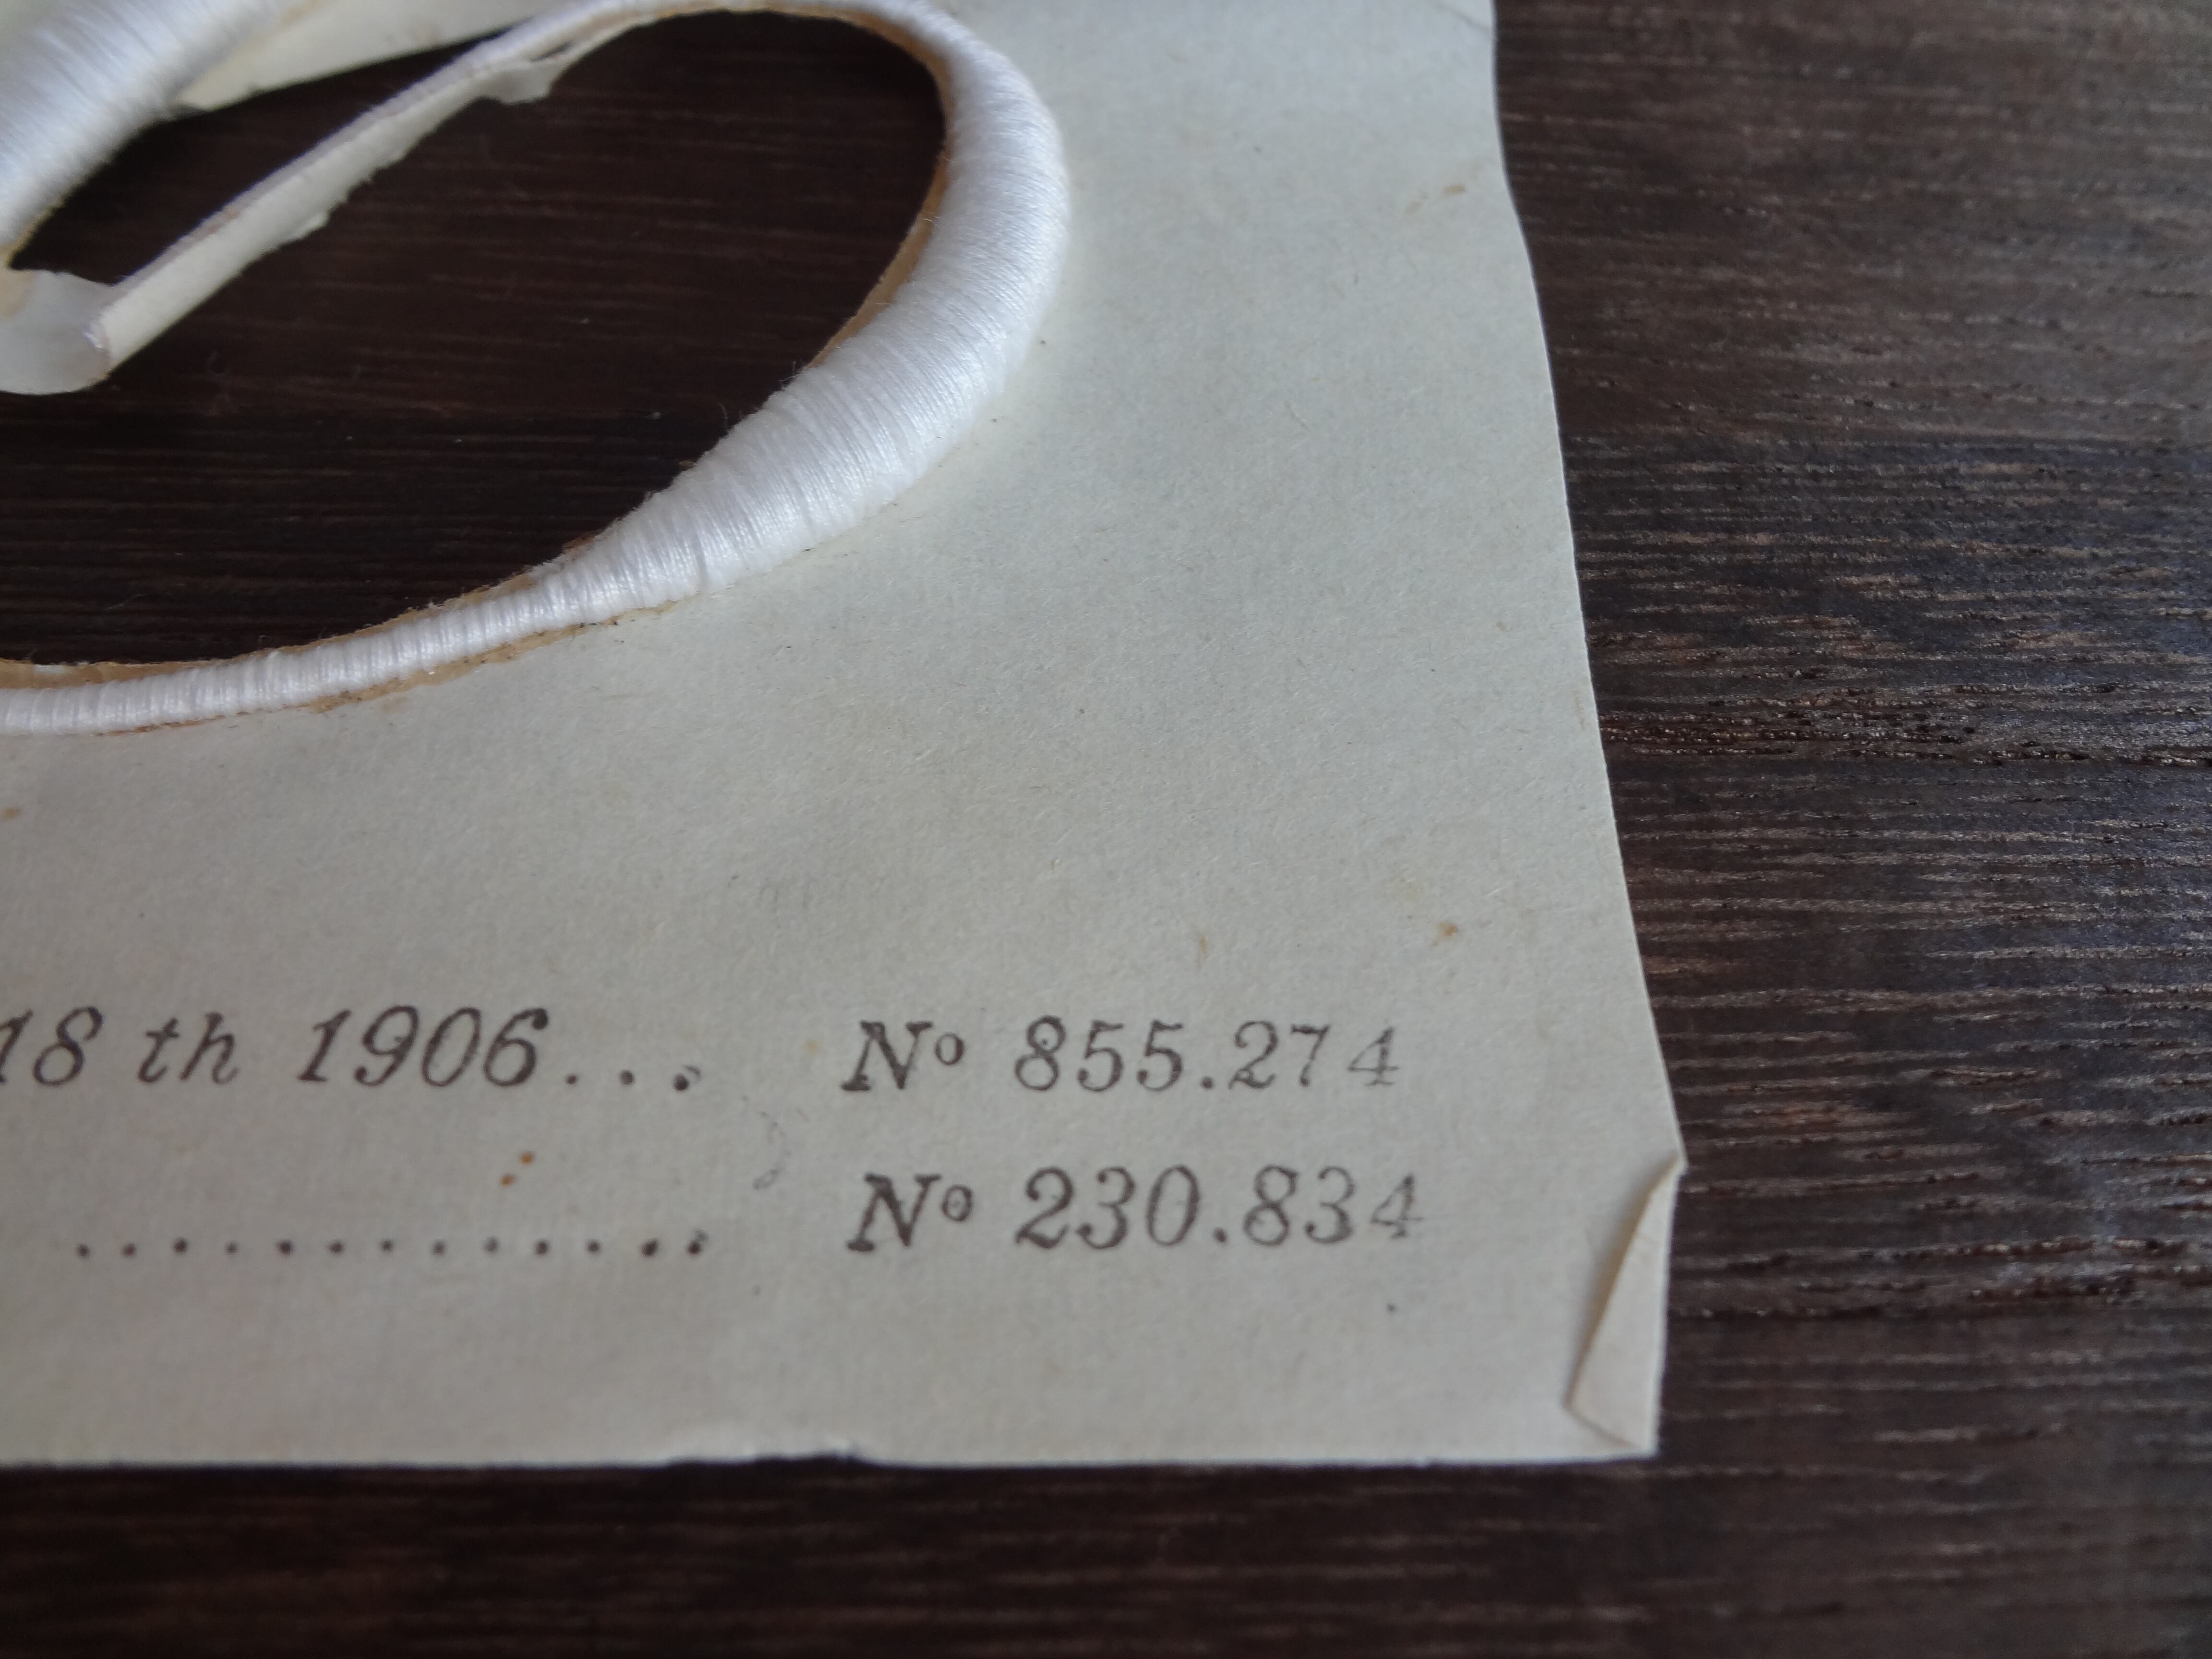 18 th 1906... Nº 855.274
.............. Nº 230.834